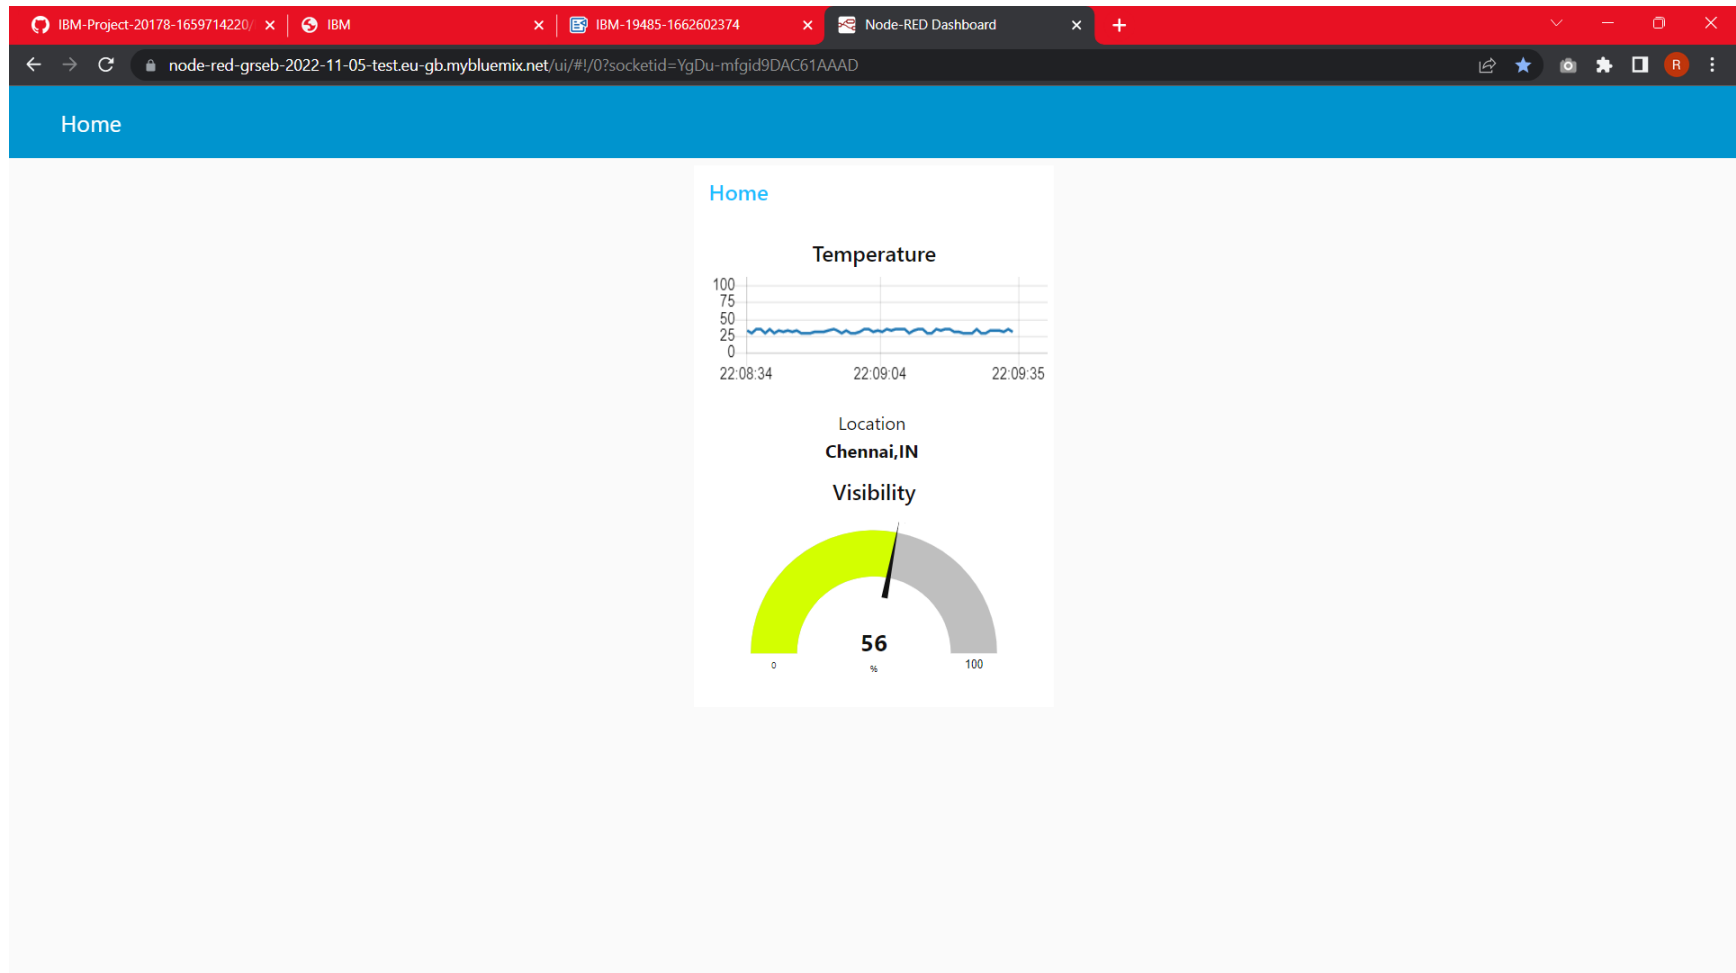 IBM-Project-20178-1659714220/
IBM
IBM-19485-1662602374
Node-RED Dashboard
node-red-grseb-2022-11-05-test.eu-gb.mybluemix.net/ui/#!/0?socketid=YgDu-mfgid9DAC61AAAD
R
Home
Home
Temperature
100
75
50
25
0
22:08:34 22:09:04 22:09:35
Location
Chennai,IN
Visibility
56
0 % 100